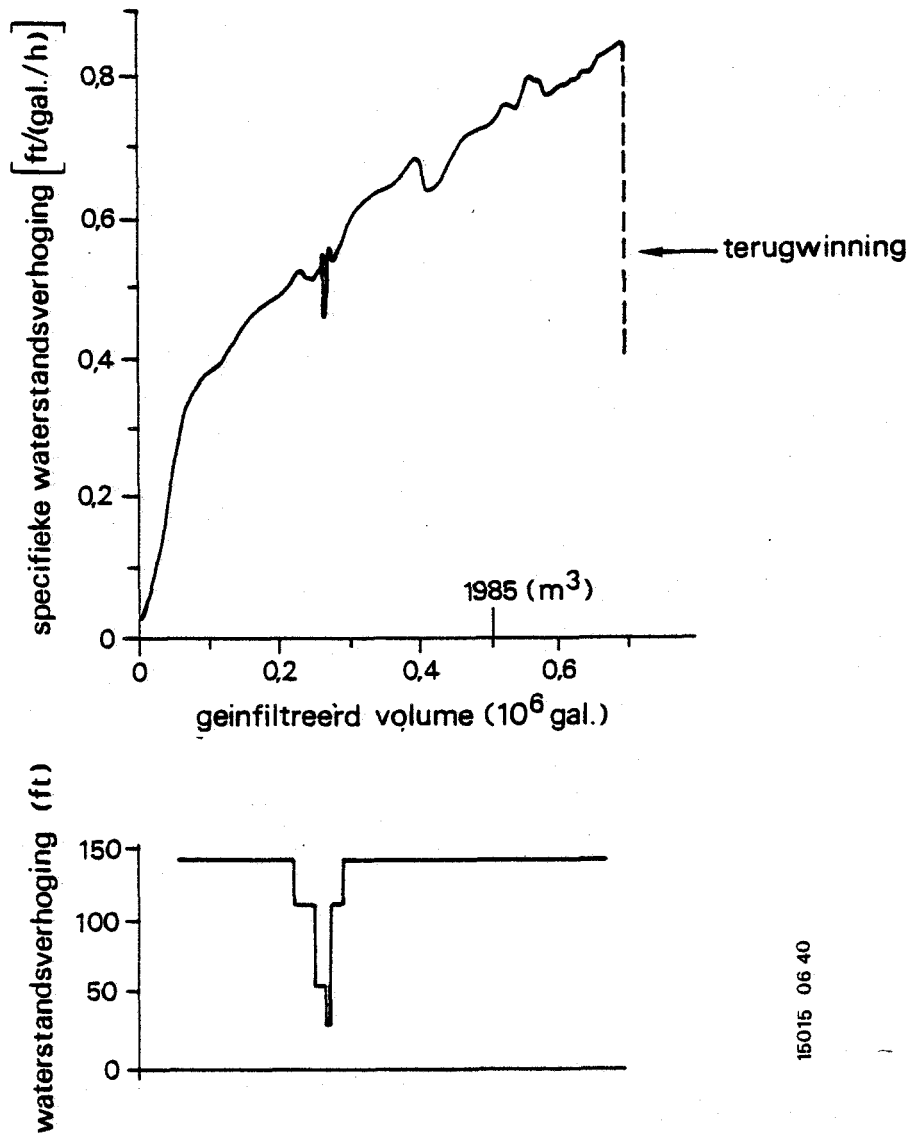 specifieke waterstandsverhoging [ft/(gal./h)]
0,8
0,6
0,4
0,2
0
terugwinning
1985 (m³)
0 0,2 0,4 0,6
geinfiltreerd volume (10⁶ gal.)
waterstandsverhoging (ft)
150
100
50
0
15015 06 40